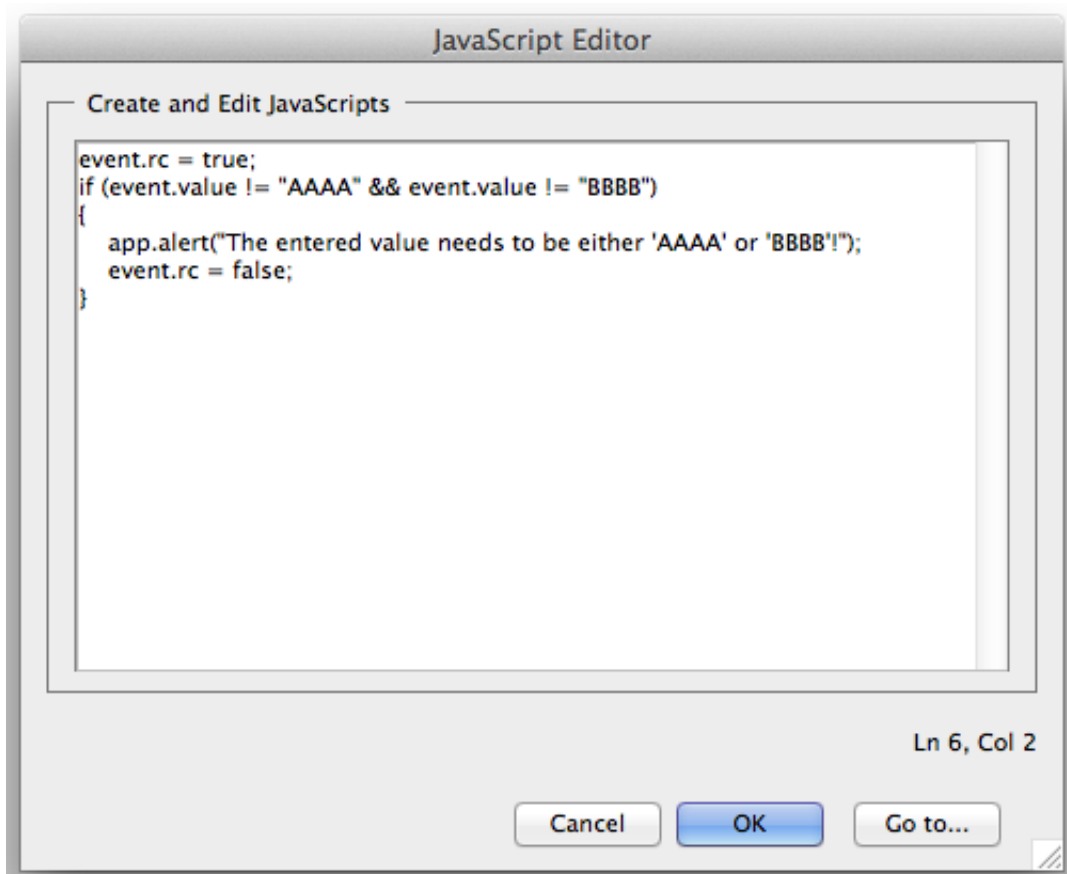 JavaScript Editor
Create and Edit JavaScripts
event.rc = true;
if (event.value != "AAAA" && event.value != "BBBB")
{
    app.alert("The entered value needs to be either 'AAAA' or 'BBBB'!");
    event.rc = false;
}
Ln 6, Col 2
Cancel
OK
Go to...